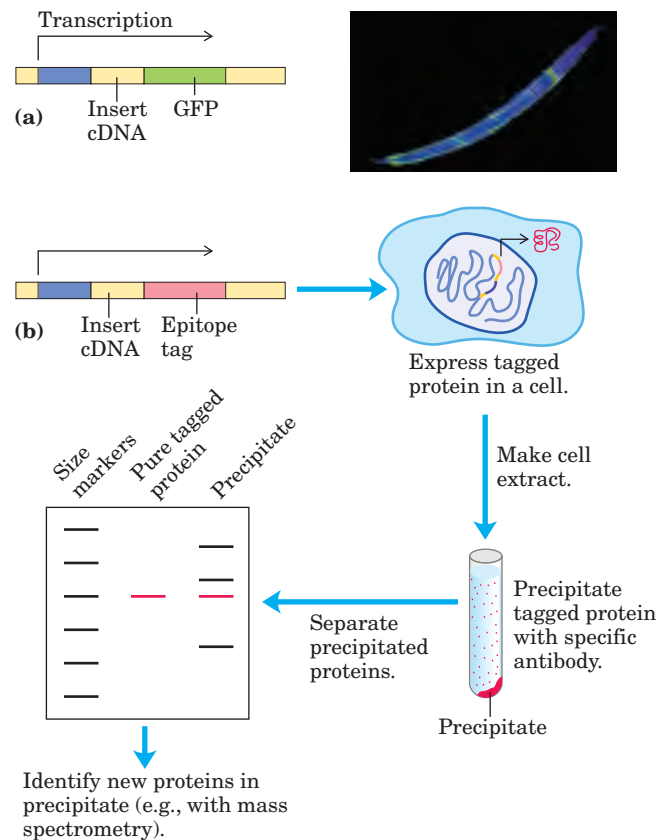 Transcription
Insert
cDNA
GFP
(a)
(b)
Insert
cDNA
Epitope
tag
Express tagged
protein in a cell.
Make cell
extract.
Precipitate
tagged protein
with specific
antibody.
Precipitate
Separate
precipitated
proteins.
Size
markers
Pure tagged
protein
Precipitate
Identify new proteins in
precipitate (e.g., with mass
spectrometry).